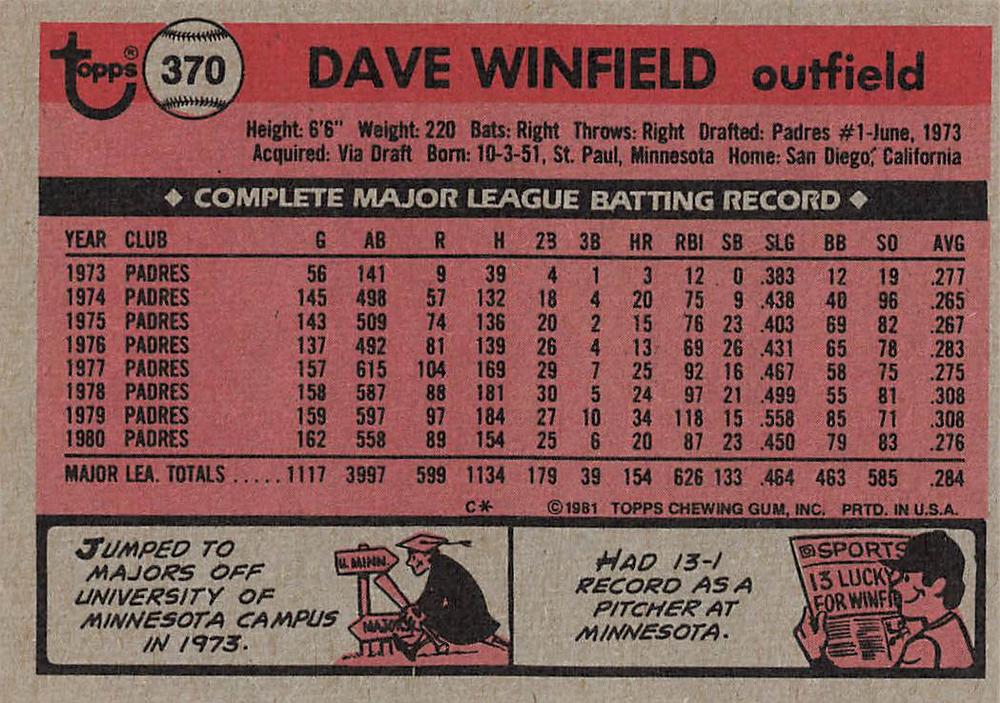 topps® 370 DAVE WINFIELD outfield
Height: 6'6" Weight: 220 Bats: Right Throws: Right Drafted: Padres #1-June, 1973
Acquired: Via Draft Born: 10-3-51, St. Paul, Minnesota Home: San Diego, California
◆ COMPLETE MAJOR LEAGUE BATTING RECORD ◆
YEAR CLUB G AB R H 2B 3B HR RBI SB SLG BB SO AVG
1973 PADRES 56 141 9 39 4 1 3 12 0 .383 12 19 .277
1974 PADRES 145 498 57 132 18 4 20 75 9 .438 40 96 .265
1975 PADRES 143 509 74 136 20 2 15 76 23 .403 69 82 .267
1976 PADRES 137 492 81 139 26 4 13 69 26 .431 65 78 .283
1977 PADRES 157 615 104 169 29 7 25 92 16 .467 58 75 .275
1978 PADRES 158 587 88 181 30 5 24 97 21 .499 55 81 .308
1979 PADRES 159 597 97 184 27 10 34 118 15 .558 85 71 .308
1980 PADRES 162 558 89 154 25 6 20 87 23 .450 79 83 .276
MAJOR LEA. TOTALS ..... 1117 3997 599 1134 179 39 154 626 133 .464 463 585 .284
C* ©1981 TOPPS CHEWING GUM, INC. PRTD. IN U.S.A.
JUMPED TO
MAJORS OFF
UNIVERSITY OF
MINNESOTA CAMPUS
IN 1973.
U. MINN.
MAJO
HAD 13-1
RECORD AS A
PITCHER AT
MINNESOTA.
SPORTS
13 LUCKY
FOR WINFI